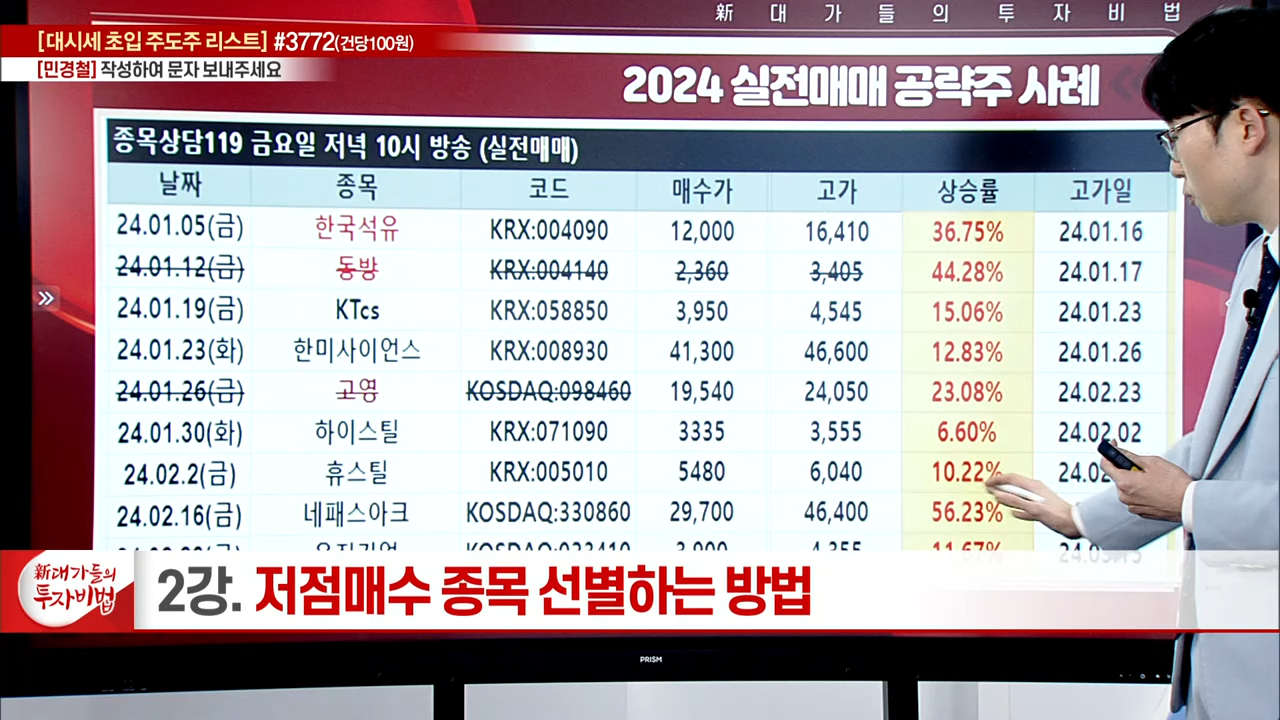 新 대 가 들 의 투 자 비 법
[대시세 초입 주도주 리스트] #3772(건당100원)
[민경철] 작성하여 문자 보내주세요
2024 실전매매 공략주 사례
종목상담119 금요일 저녁 10시 방송 (실전매매)
날짜 종목 코드 매수가 고가 상승률 고가일
24.01.05(금) 한국석유 KRX:004090 12,000 16,410 36.75% 24.01.16
24.01.12(금) 동방 KRX:004140 2,360 3,405 44.28% 24.01.17
24.01.19(금) KTcs KRX:058850 3,950 4,545 15.06% 24.01.23
24.01.23(화) 한미사이언스 KRX:008930 41,300 46,600 12.83% 24.01.26
24.01.26(금) 고영 KOSDAQ:098460 19,540 24,050 23.08% 24.02.23
24.01.30(화) 하이스틸 KRX:071090 3335 3,555 6.60% 24.02.02
24.02.2(금) 휴스틸 KRX:005010 5480 6,040 10.22%
24.02.16(금) 네패스아크 KOSDAQ:330860 29,700 46,400 56.23%
新대가들의
투자비법
2강. 저점매수 종목 선별하는 방법
PRISM